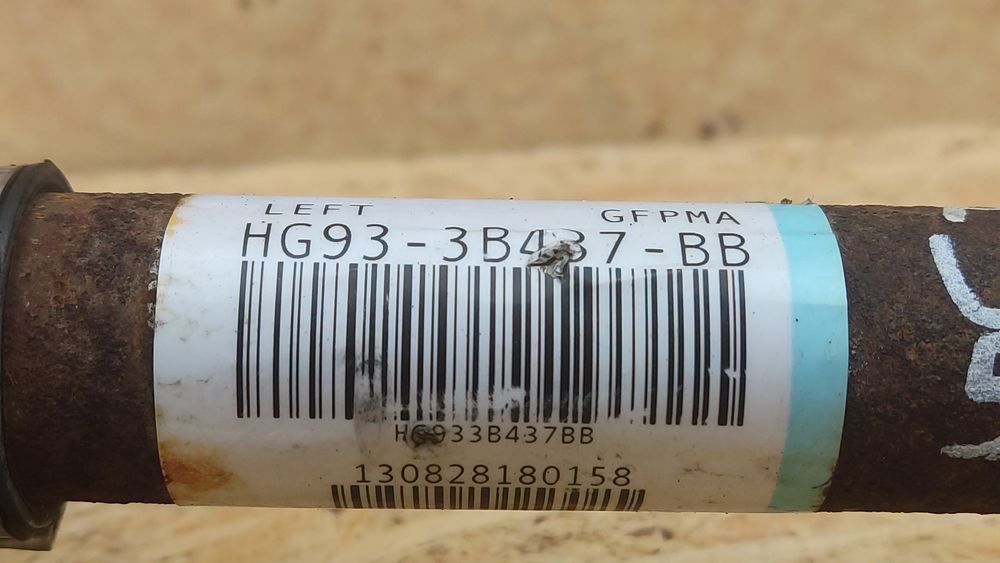 LEFT GFPMA
HG93-3B437-BB
HG933B437BB
130828180158